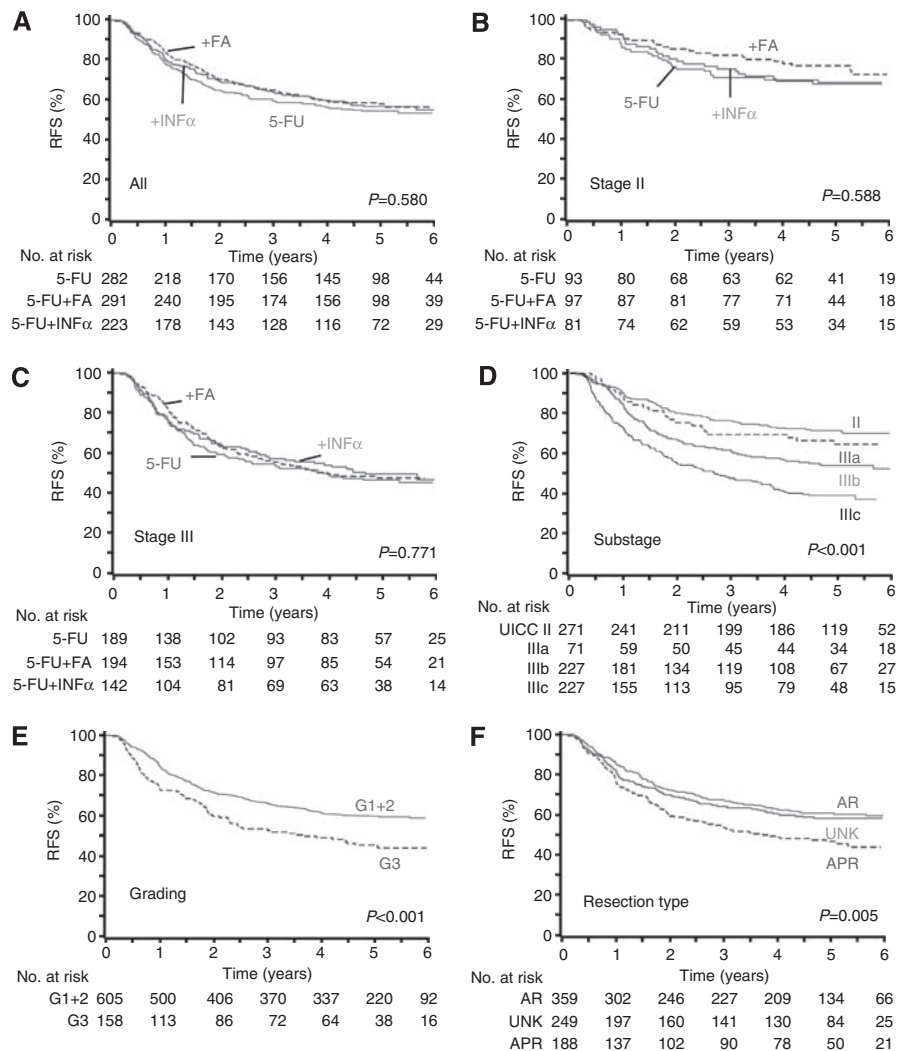 A
100
80
60
40
20
0
RFS (%)
+FA
+INFα
5-FU
All
P=0.580
0 1 2 3 4 5 6
Time (years)
No. at risk
5-FU 282 218 170 156 145 98 44
5-FU+FA 291 240 195 174 156 98 39
5-FU+INFα 223 178 143 128 116 72 29
B
100
80
60
40
20
0
RFS (%)
+FA
5-FU
+INFα
Stage II
P=0.588
0 1 2 3 4 5 6
Time (years)
No. at risk
5-FU 93 80 68 63 62 41 19
5-FU+FA 97 87 81 77 71 44 18
5-FU+INFα 81 74 62 59 53 34 15
C
100
80
60
40
20
0
RFS (%)
+FA
+INFα
5-FU
Stage III
P=0.771
0 1 2 3 4 5 6
Time (years)
No. at risk
5-FU 189 138 102 93 83 57 25
5-FU+FA 194 153 114 97 85 54 21
5-FU+INFα 142 104 81 69 63 38 14
D
100
80
60
40
20
0
RFS (%)
II
IIIa
IIIb
IIIc
Substage
P<0.001
0 1 2 3 4 5 6
Time (years)
No. at risk
UICC II 271 241 211 199 186 119 52
IIIa 71 59 50 45 44 34 18
IIIb 227 181 134 119 108 67 27
IIIc 227 155 113 95 79 48 15
E
100
80
60
40
20
0
RFS (%)
G1+2
G3
Grading
P<0.001
0 1 2 3 4 5 6
Time (years)
No. at risk
G1+2 605 500 406 370 337 220 92
G3 158 113 86 72 64 38 16
F
100
80
60
40
20
0
RFS (%)
AR
UNK
APR
Resection type
P=0.005
0 1 2 3 4 5 6
Time (years)
No. at risk
AR 359 302 246 227 209 134 66
UNK 249 197 160 141 130 84 25
APR 188 137 102 90 78 50 21